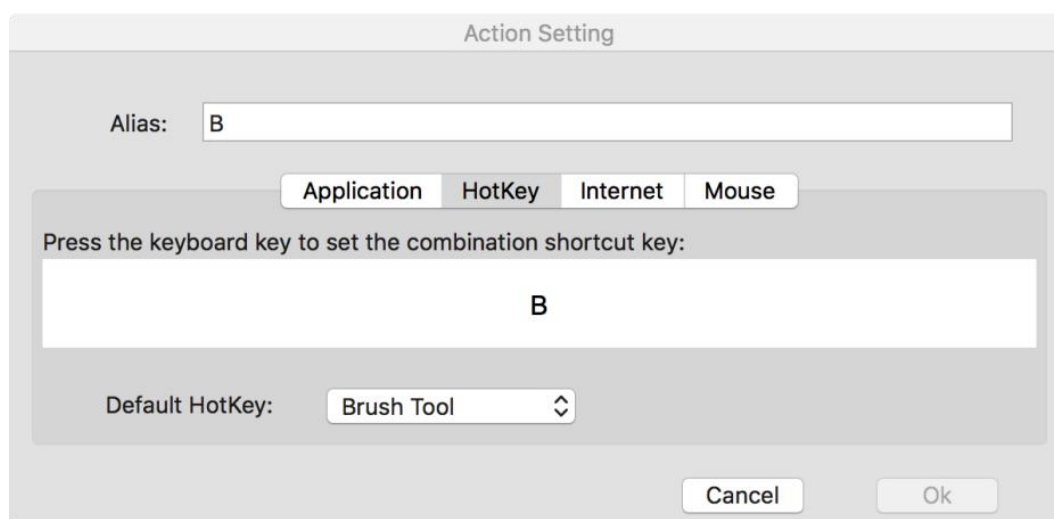 Action Setting
Alias: B
Application HotKey Internet Mouse
Press the keyboard key to set the combination shortcut key:
B
Default HotKey: Brush Tool
Cancel Ok